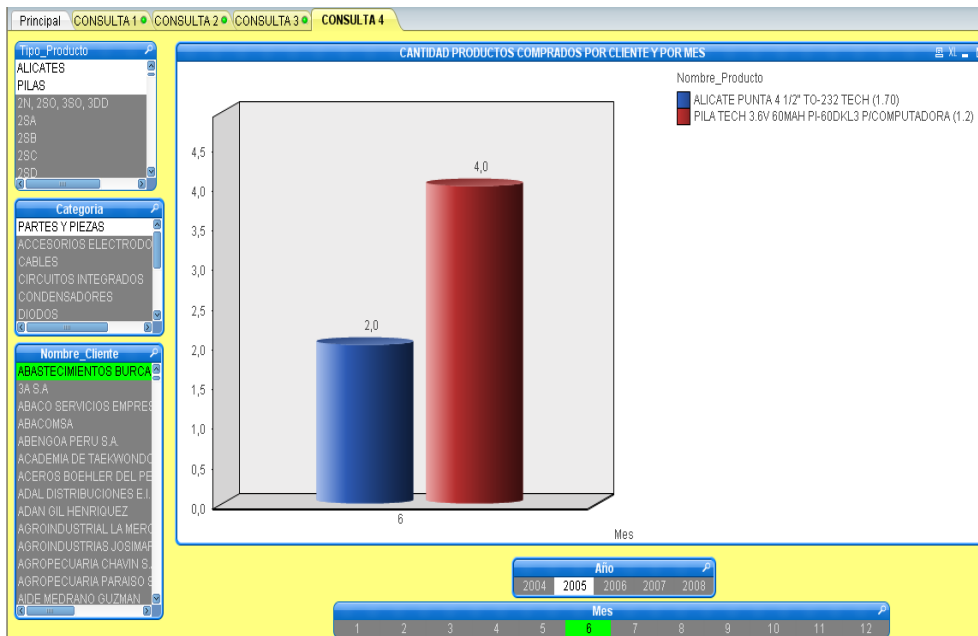 Principal CONSULTA 1 CONSULTA 2 CONSULTA 3 CONSULTA 4
Tipo_Producto
ALICATES
PILAS
2N, 2SO, 3SO, 3DD
2SA
2SB
2SC
2SD
Categoria
PARTES Y PIEZAS
ACCESORIOS ELECTRODO
CABLES
CIRCUITOS INTEGRADOS
CONDENSADORES
DIODOS
Nombre_Cliente
ABASTECIMIENTOS BURCA
3A S.A
ABACO SERVICIOS EMPRES
ABACOMSA
ABENGOA PERU S.A.
ACADEMIA DE TAEKWONDO
ACEROS BOEHLER DEL PE
ADAL DISTRIBUCIONES E.I.
ADAN GIL HENRIQUEZ
AGROINDUSTRIAL LA MERC
AGROINDUSTRIAS JOSIMAR
AGROPECUARIA CHAVIN S.
AGROPECUARIA PARAISO S
AIDE MEDRANO GUZMAN
CANTIDAD PRODUCTOS COMPRADOS POR CLIENTE Y POR MES
XL
Nombre_Producto
ALICATE PUNTA 4 1/2" TO-232 TECH (1.70)
PILA TECH 3.6V 60MAH PI-60DKL3 P/COMPUTADORA (1.2)
4,5
4,0
3,5
3,0
2,5
2,0
1,5
1,0
0,5
0,0
2,0
4,0
6
Mes
Año
2004 2005 2006 2007 2008
Mes
1 2 3 4 5 6 7 8 9 10 11 12